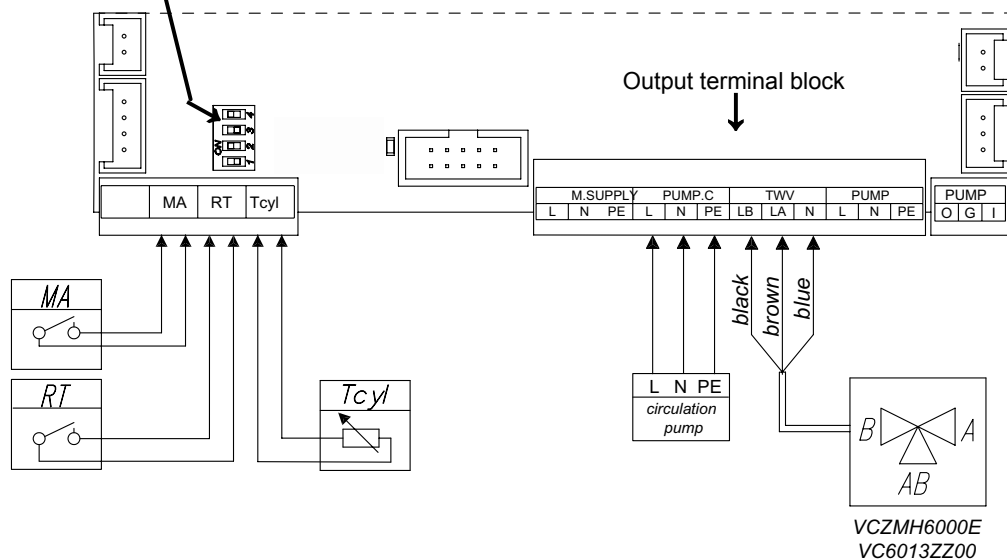 Output terminal block
4
3
ON 2
1
MA RT Tcyl
M.SUPPLY PUMP.C TWV PUMP
L N PE L N PE LB LA N L N PE
PUMP
O G I
black
brown
blue
MA
RT
Tcyl
L N PE
circulation
pump
B A
AB
VCZMH6000E
VC6013ZZ00